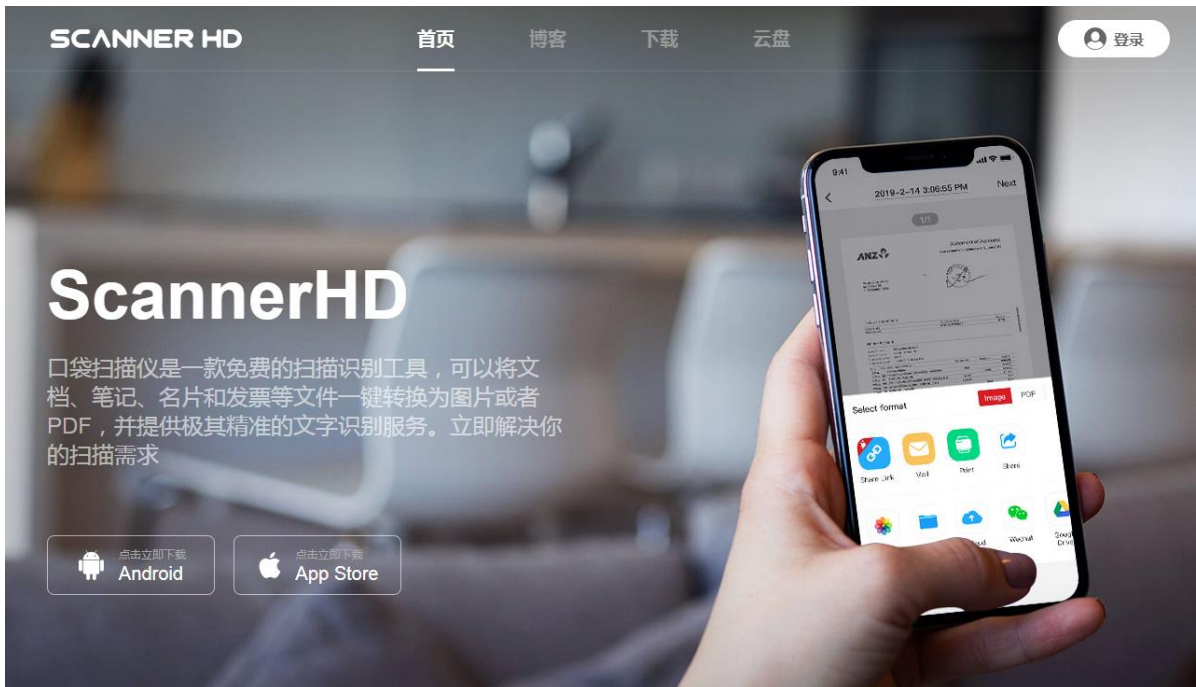 SCANNER HD
首页
博客
下载
云盘
登录
9:41
2019-2-14 3:06:55 PM
Next
1/1
ANZ
ScannerHD
口袋扫描仪是一款免费的扫描识别工具，可以将文
档、笔记、名片和发票等文件一键转换为图片或者
PDF，并提供极其精准的文字识别服务。立即解决你
的扫描需求
Select format
Image
PDF
Share Link
Mail
Print
Share
Wechat
Drive
点击立即下载
Android
点击立即下载
App Store